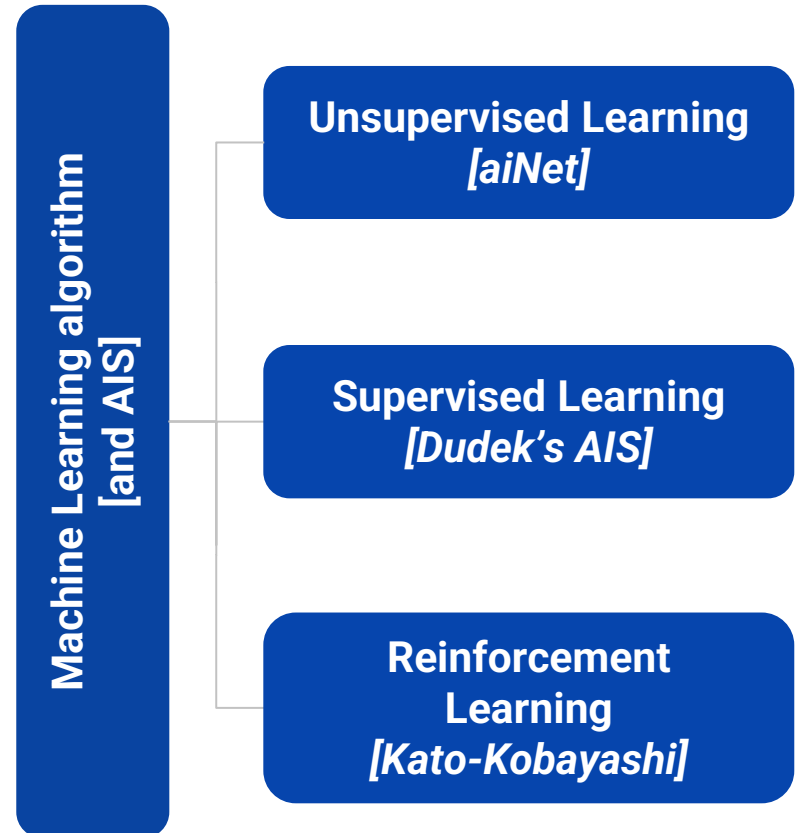 Machine Learning algorithm
[and AIS]
Unsupervised Learning
[aiNet]
Supervised Learning
[Dudek’s AIS]
Reinforcement
Learning
[Kato-Kobayashi]